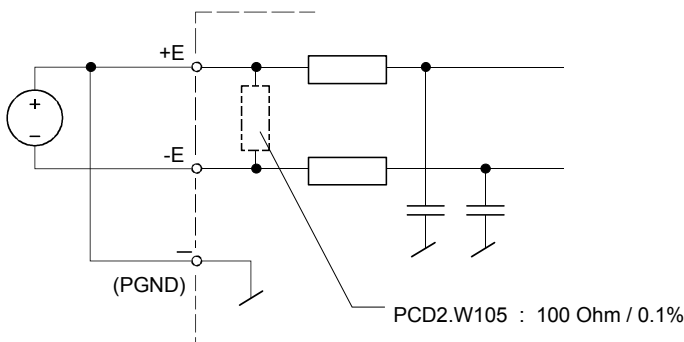 +E
+
−
-E
−
(PGND)
PCD2.W105 : 100 Ohm / 0.1%